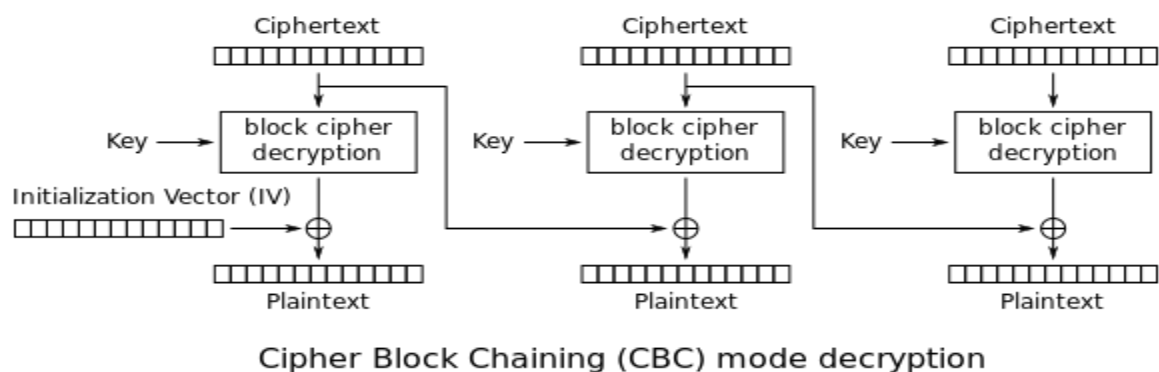 Ciphertext Ciphertext Ciphertext
Key block cipher decryption Key block cipher decryption Key block cipher decryption
Initialization Vector (IV)
Plaintext Plaintext Plaintext
Cipher Block Chaining (CBC) mode decryption